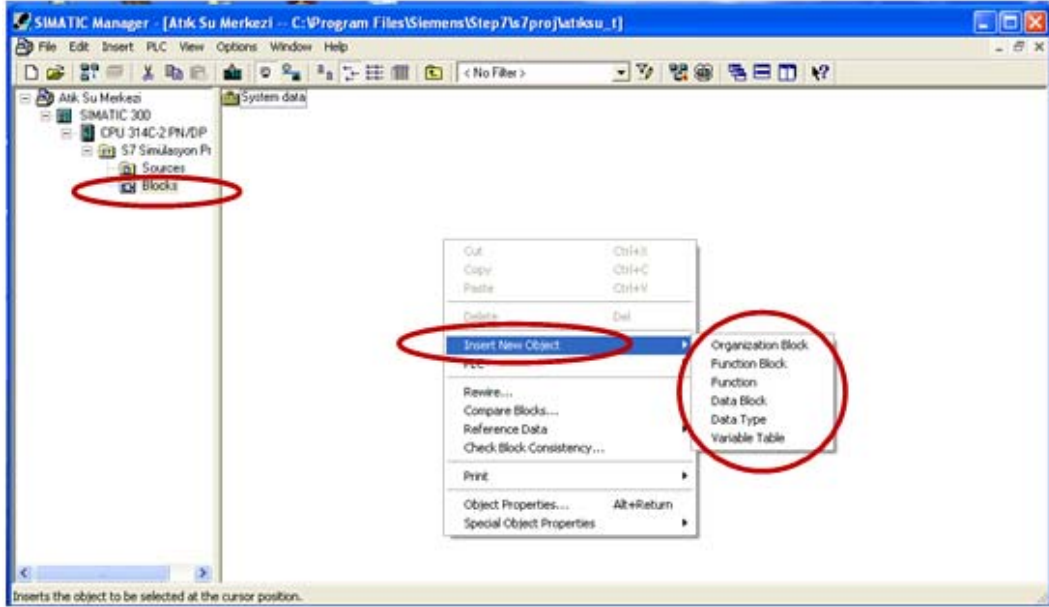 SIMATIC Manager - [Atık Su Merkezi -- C:\Program Files\Siemens\Step7\s7proj\atiksu_t]
File Edit Insert PLC View Options Window Help
< No Filter >
Atık Su Merkezi
SIMATIC 300
CPU 314C-2 PN/DP
S7 Simülasyon Pr
Sources
Blocks
System data
Cut Ctrl+X
Copy Ctrl+C
Paste Ctrl+V
Delete Del
Insert New Object
PLC
Rewire...
Compare Blocks...
Reference Data
Check Block Consistency...
Print
Object Properties... Alt+Return
Special Object Properties
Organization Block
Function Block
Function
Data Block
Data Type
Variable Table
Inserts the object to be selected at the cursor position.